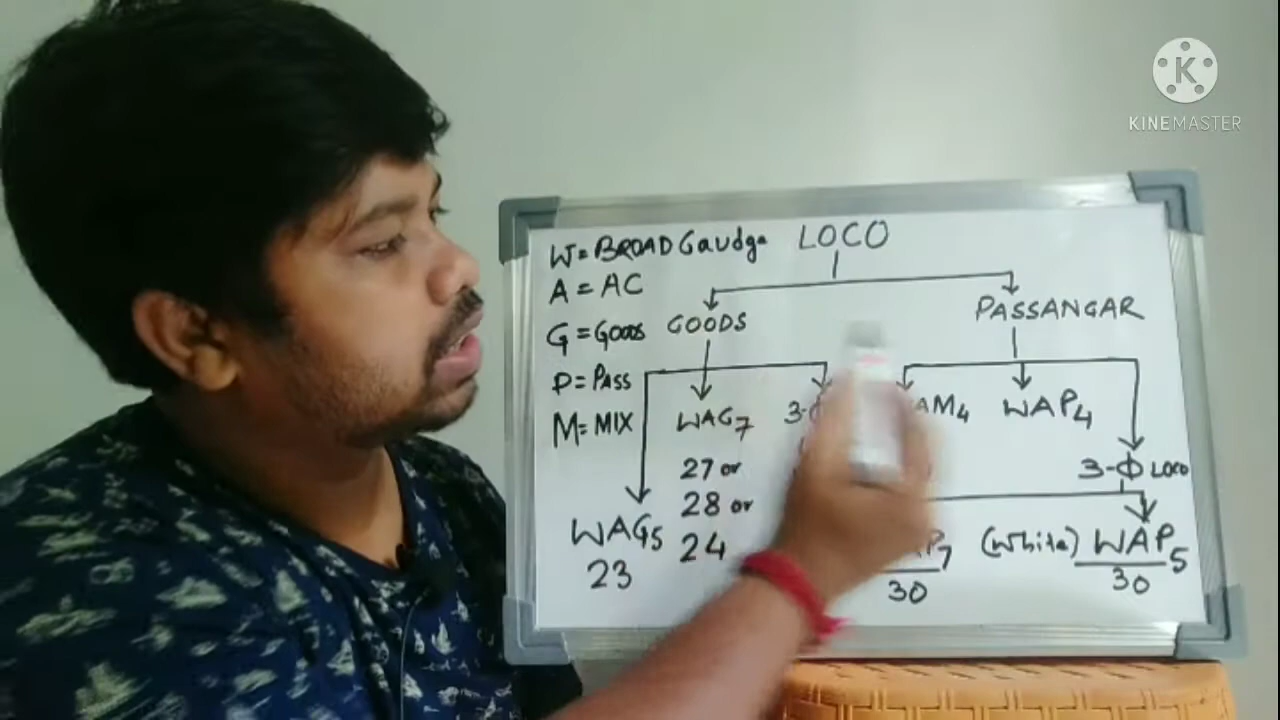 KINEMASTER
W = BROAD Gaudge
A = AC
G = Goods
P = PASS
M = MIX
LOCO
GOODS
PASSANGAR
WAG7
27 or
28 or
24
WAG5
23
AM4
WAP4
3-Φ LOCO
30
(White) WAP5
30